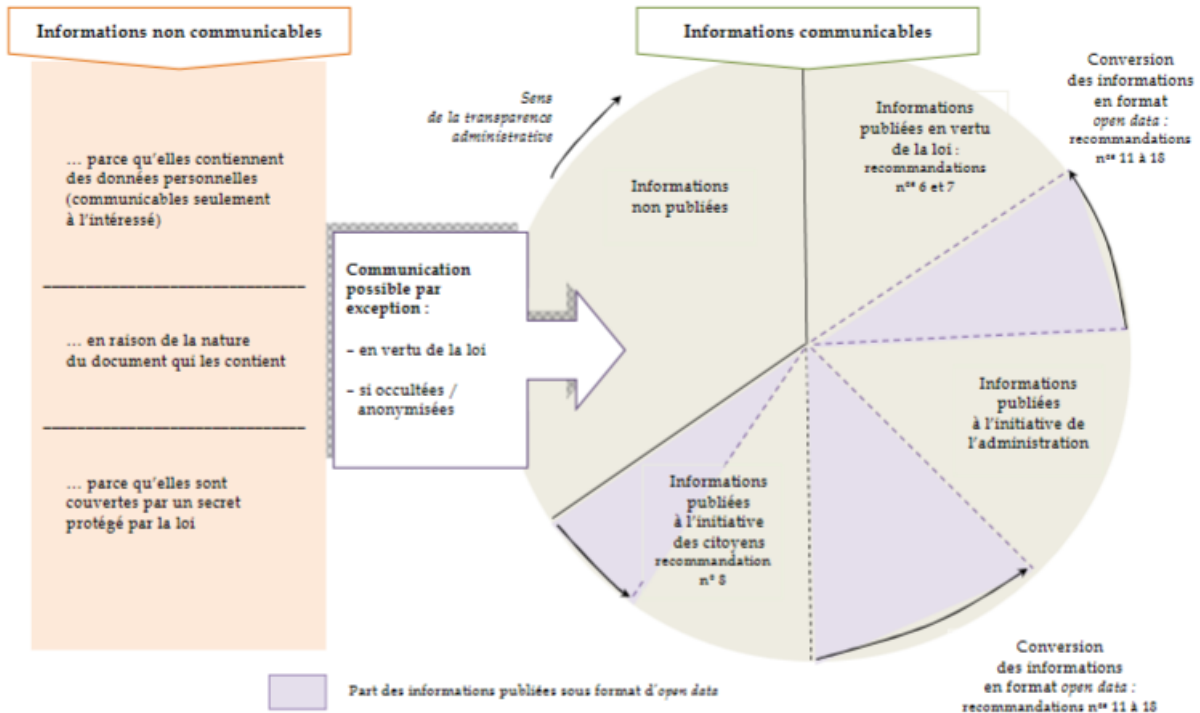 Informations non communicables
… parce qu'elles contiennent
des données personnelles
(communicables seulement
à l'intéressé)
… en raison de la nature
du document qui les contient
… parce qu'elles sont
couvertes par un secret
protégé par la loi
Communication
possible par
exception :
– en vertu de la loi
– si occultées /
anonymisées
Informations communicables
Sens
de la transparence
administrative
Informations
non publiées
Informations
publiées en vertu
de la loi :
recommandations
nos 6 et 7
Conversion
des informations
en format
open data :
recommandations
nos 11 à 18
Informations
publiées
à l'initiative de
l'administration
Informations
publiées
à l'initiative
des citoyens
recommandation
n° 8
Conversion
des informations
en format open data :
recommandations nos 11 à 18
Part des informations publiées sous format d'open data